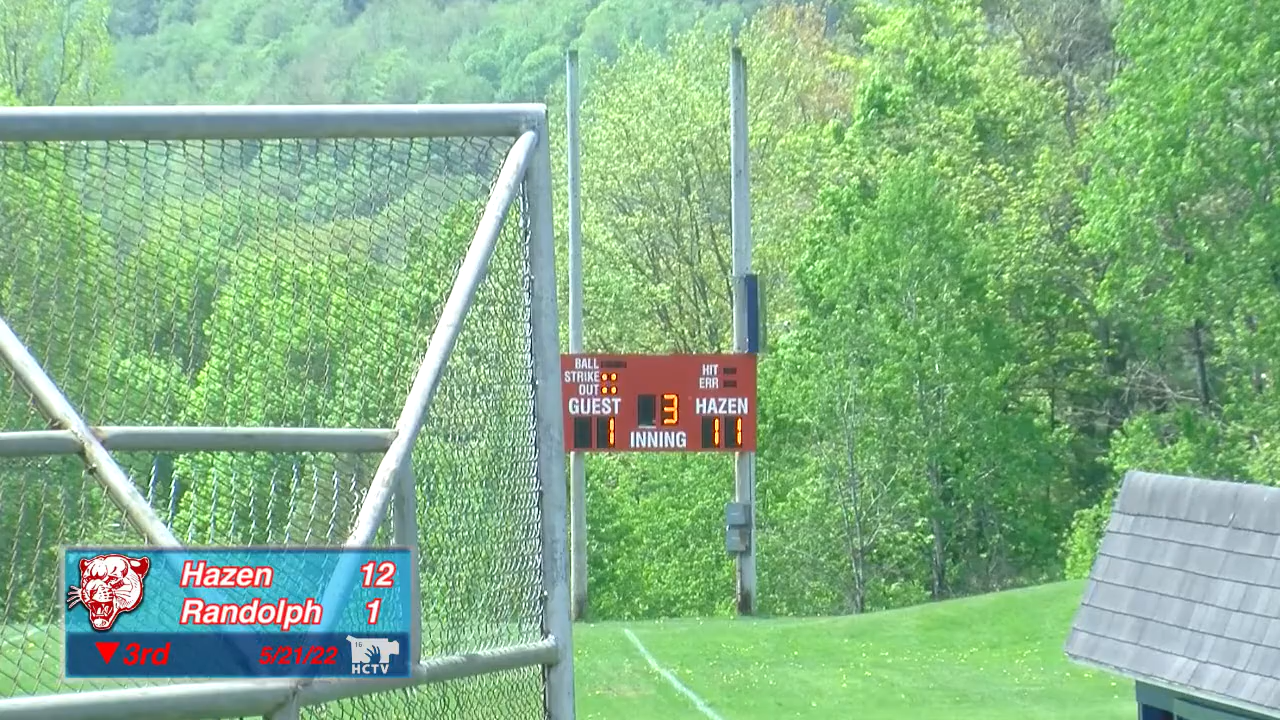 BALL
STRIKE
OUT
HIT
ERR
GUEST 3 HAZEN
1 INNING 11
Hazen 12
Randolph 1
▼3rd 5/21/22
16
HCTV